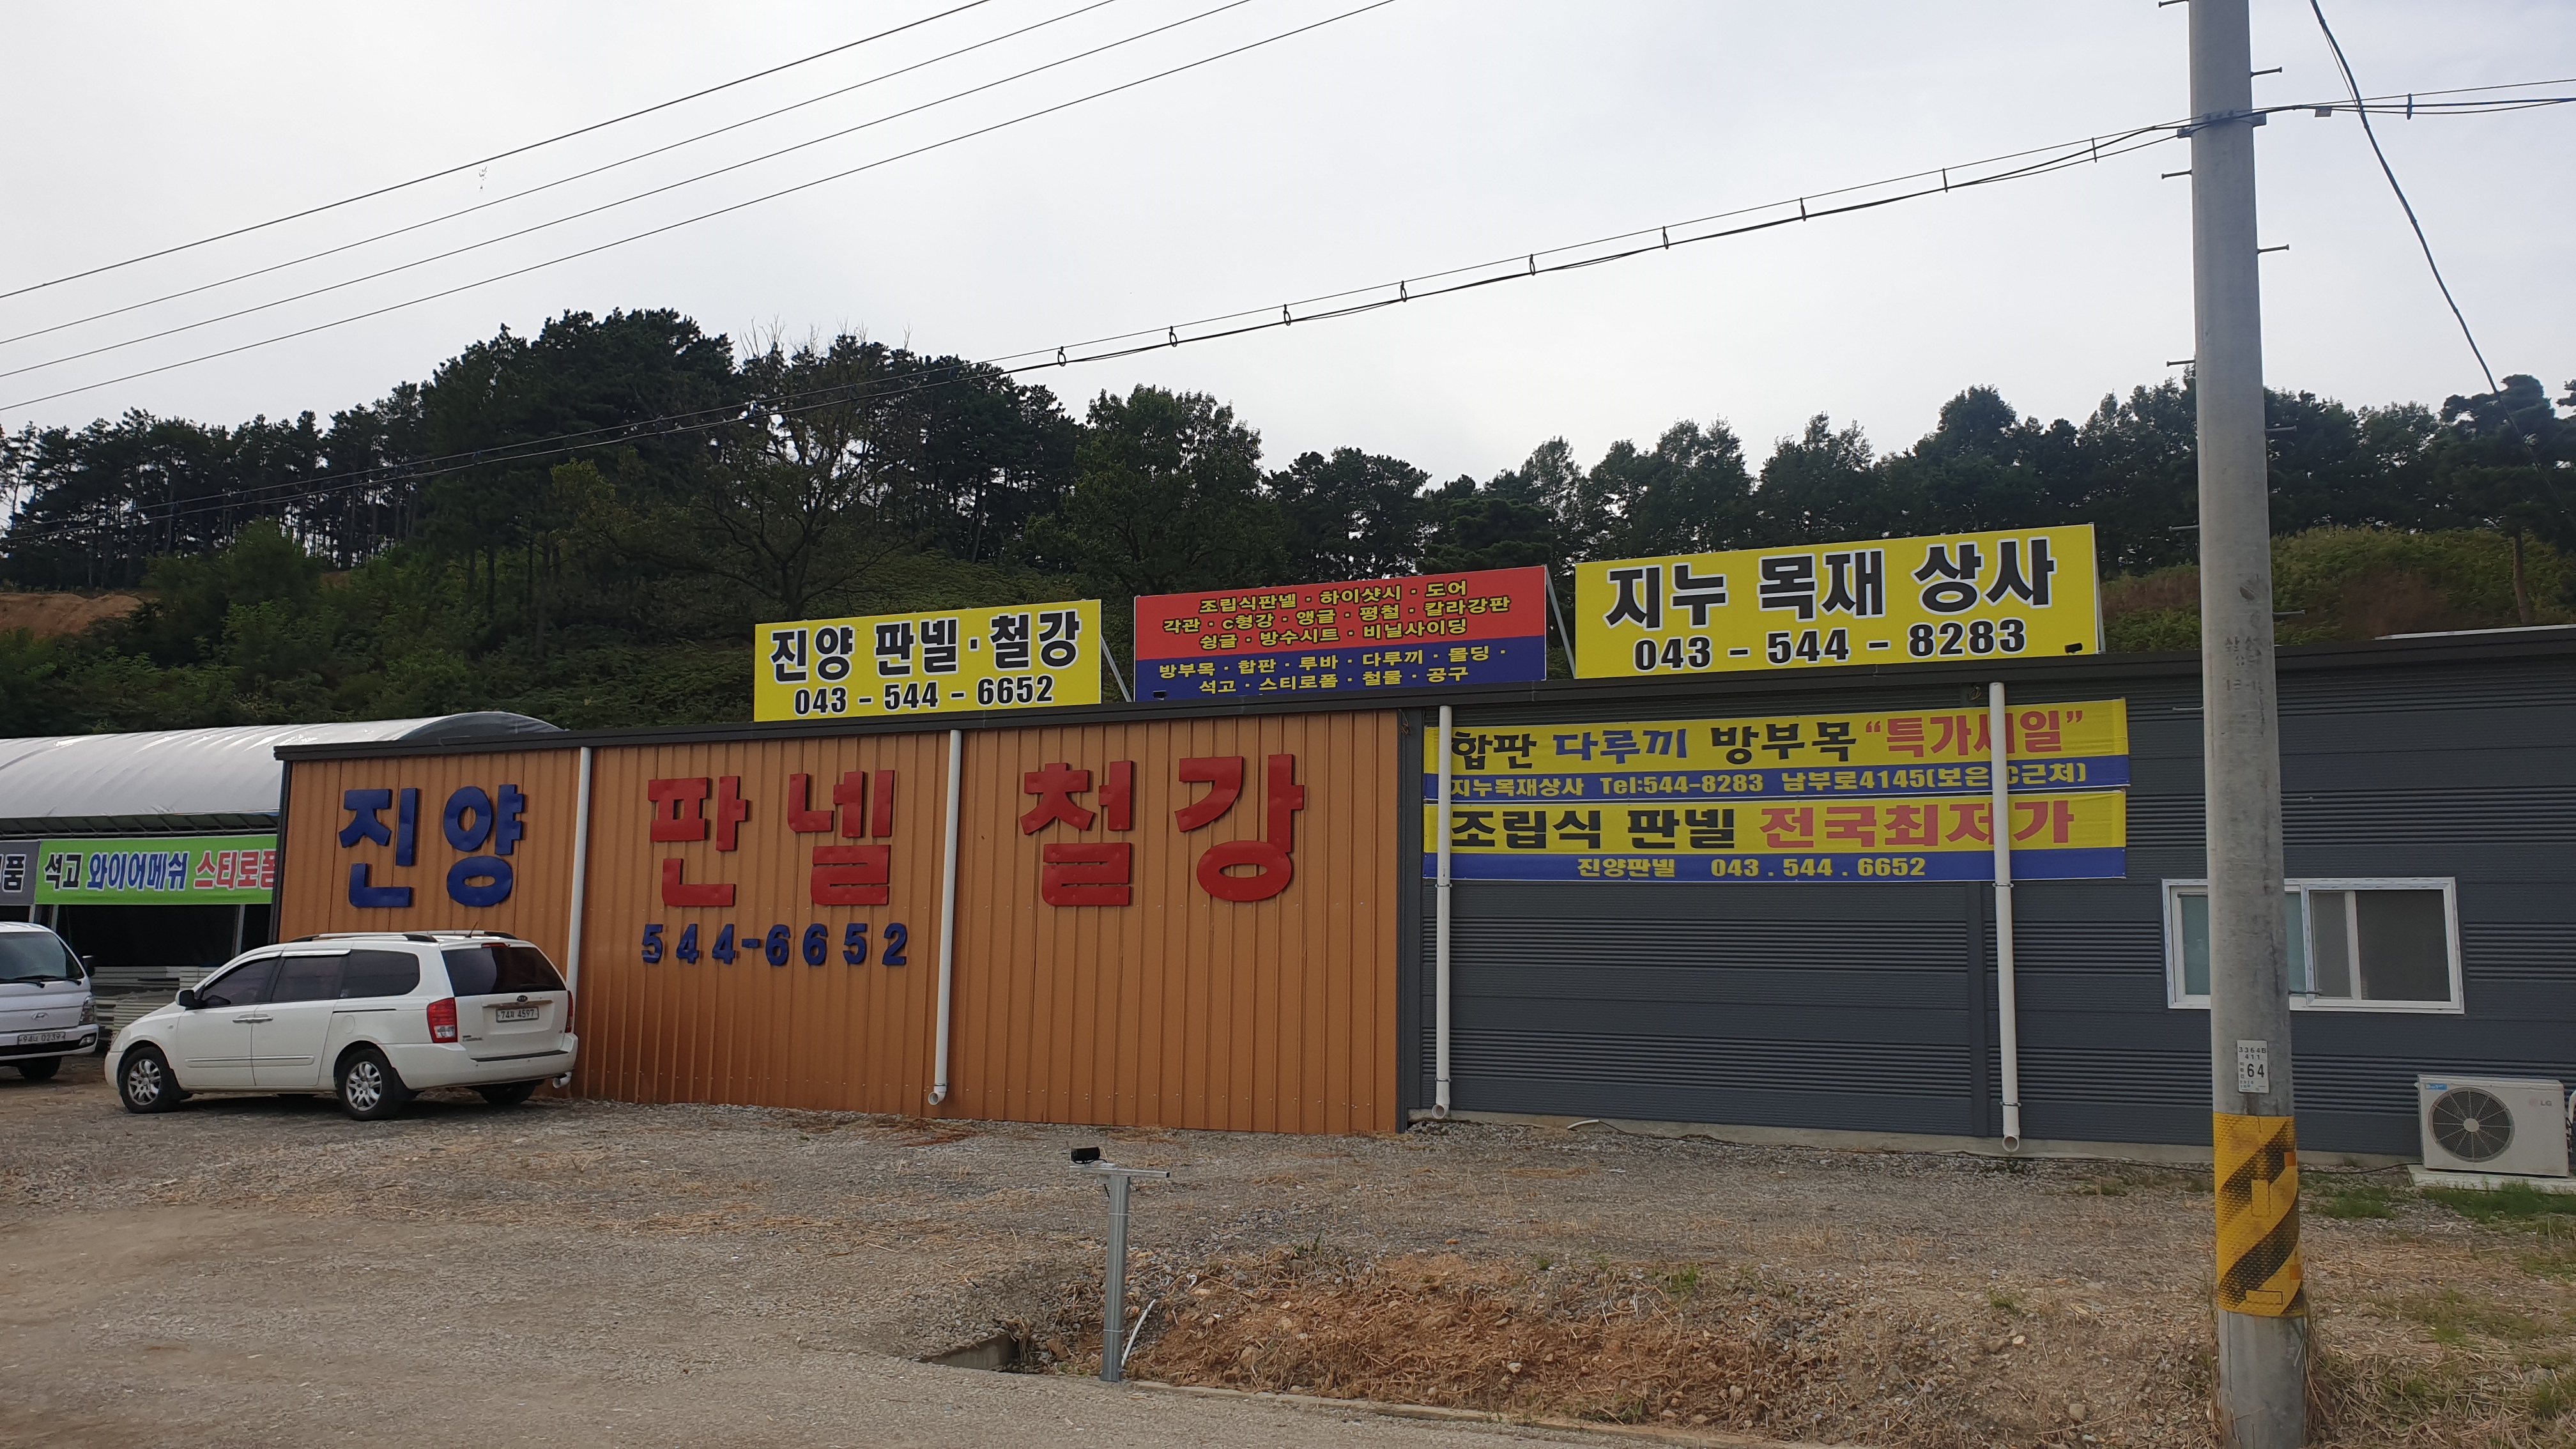 진양 판넬·철강
043 - 544 - 6652
조립식판넬 · 하이샷시 · 도어
각관 · C형강 · 앵글 · 평철 · 칼라강판
슁글 · 방수시트 · 비닐사이딩
방부목 · 합판 · 루바 · 다루끼 · 몰딩 ·
석고 · 스티로폼 · 철물 · 공구
지누 목재 상사
043 - 544 - 8283
진양 판넬 철강
544-6652
합판 다루끼 방부목 “특가세일”
지누목재상사 Tel:544-8283 남부로4145(보은IC근처)
조립식 판넬 전국최저가
진양판넬 043 . 544 . 6652
품
석고 와이어메쉬 스티로폼
4597
0239
411
64
LG